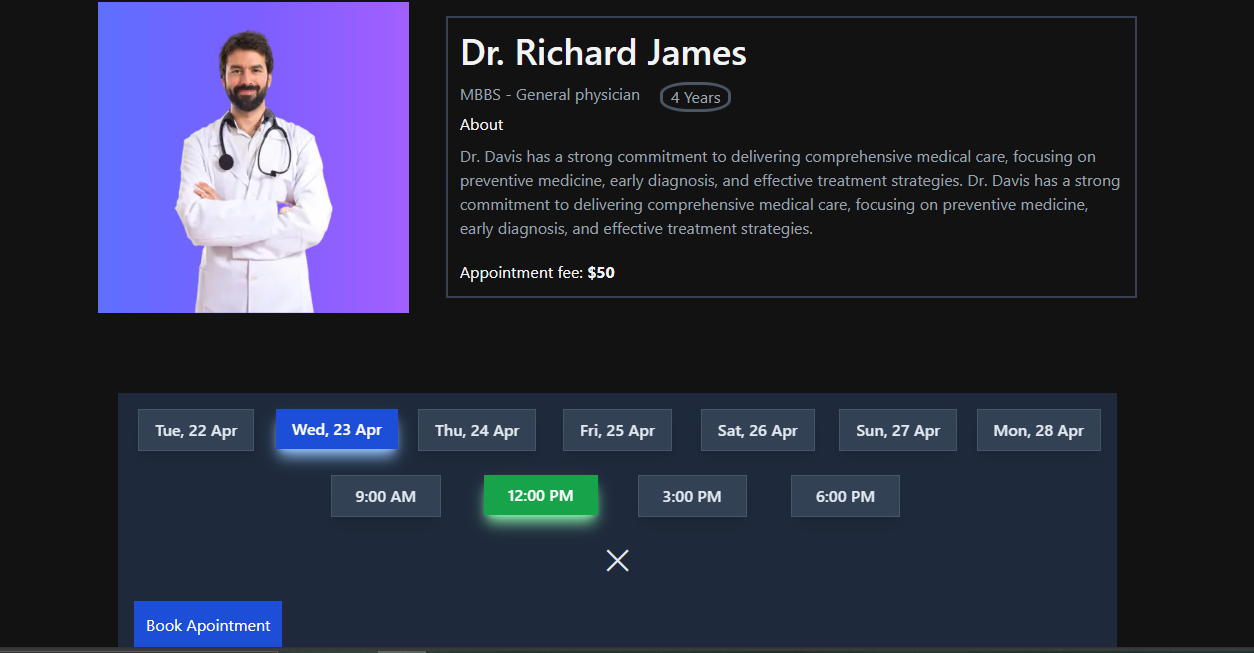 Dr. Richard James
MBBS - General physician 4 Years
About
Dr. Davis has a strong commitment to delivering comprehensive medical care, focusing on
preventive medicine, early diagnosis, and effective treatment strategies. Dr. Davis has a strong
commitment to delivering comprehensive medical care, focusing on preventive medicine,
early diagnosis, and effective treatment strategies.
Appointment fee: $50
Tue, 22 Apr Wed, 23 Apr Thu, 24 Apr Fri, 25 Apr Sat, 26 Apr Sun, 27 Apr Mon, 28 Apr
9:00 AM 12:00 PM 3:00 PM 6:00 PM
Book Apointment